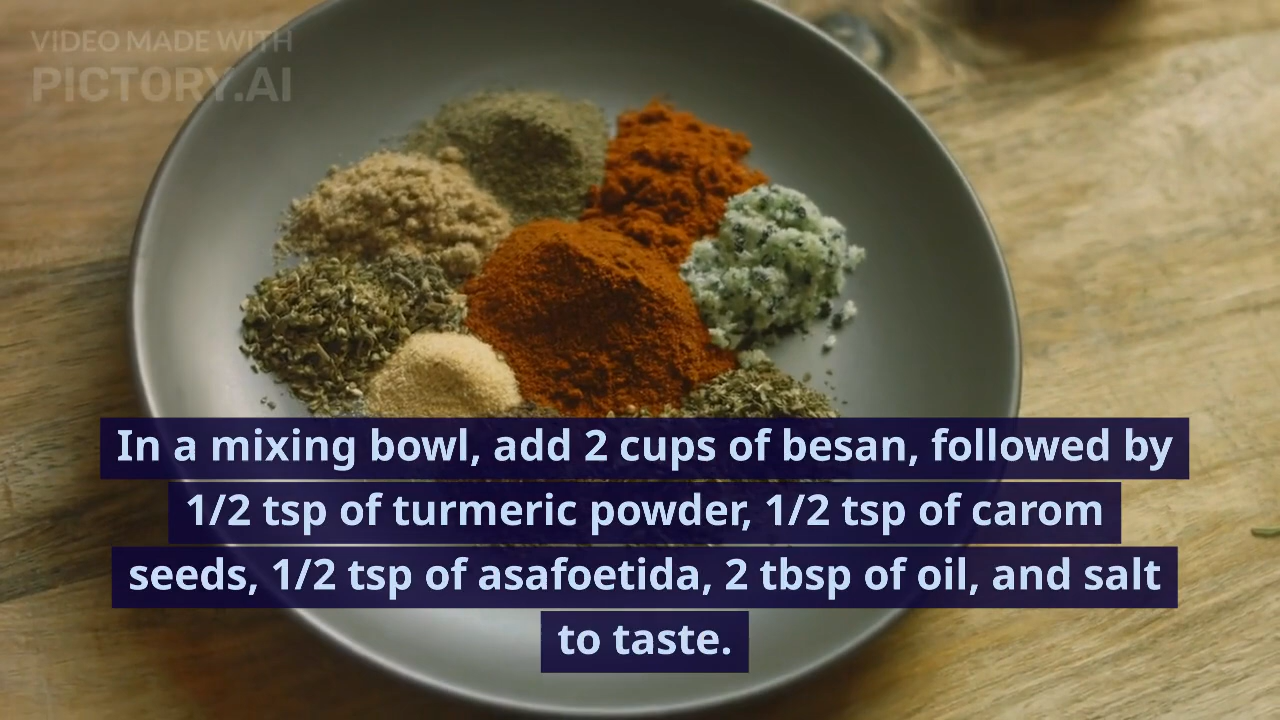 VIDEO MADE WITH
PICTORY.AI
In a mixing bowl, add 2 cups of besan, followed by
1/2 tsp of turmeric powder, 1/2 tsp of carom
seeds, 1/2 tsp of asafoetida, 2 tbsp of oil, and salt
to taste.